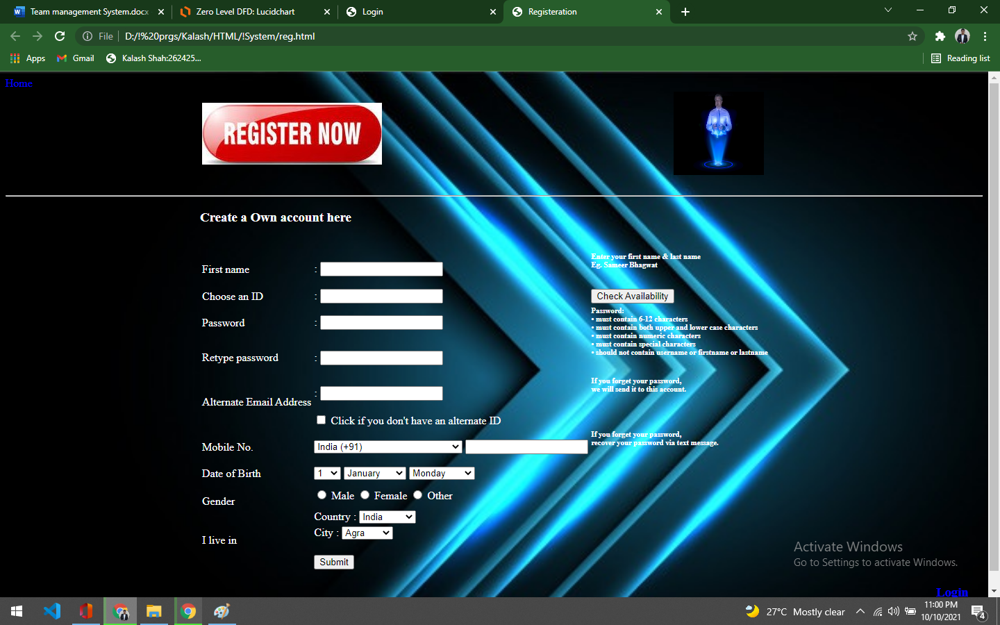 Team management System.docx
Zero Level DFD: Lucidchart
Login
Registeration
File
D:/!%20prgs/Kalash/HTML/!System/reg.html
Apps
Gmail
Kalash Shah:262425...
Reading list
Home
REGISTER NOW
Create a Own account here
First name :
Enter your first name & last name
Eg. Sameer Bhagwat
Choose an ID :
Check Availability
Password :
Password:
• must contain 6-12 characters
• must contain both upper and lower case characters
• must contain numeric characters
• must contain special characters
• should not contain username or firstname or lastname
Retype password :
Alternate Email Address :
If you forget your password,
we will send it to this account.
Click if you don't have an alternate ID
Mobile No. India (+91)
If you forget your password,
recover your password via text message.
Date of Birth 1 January Monday
Gender Male Female Other
I live in
Country : India
City : Agra
Submit
Activate Windows
Go to Settings to activate Windows.
Login
27°C Mostly clear
11:00 PM
10/10/2021
4